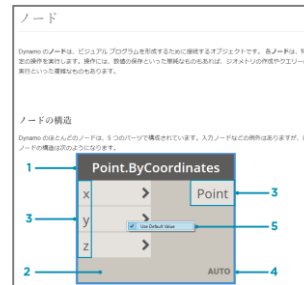 ノード
Dynamo のノードは、ビジュアル プログラムを形成するために接続するオブジェクトです。各ノードは、
定の操作を実行します。操作には、数値の保存といった単純なものもあれば、ジオメトリの作成やクエリーの
実行といった複雑なものもあります。
ノードの構造
Dynamo のほとんどのノードは、5 つのパーツで構成されています。入力ノードなどの例外はありますが、
ノードの構造は次のようになります。
1 Point.ByCoordinates
x > Point 3
3 y > Use Default Value 5
z >
2 AUTO 4